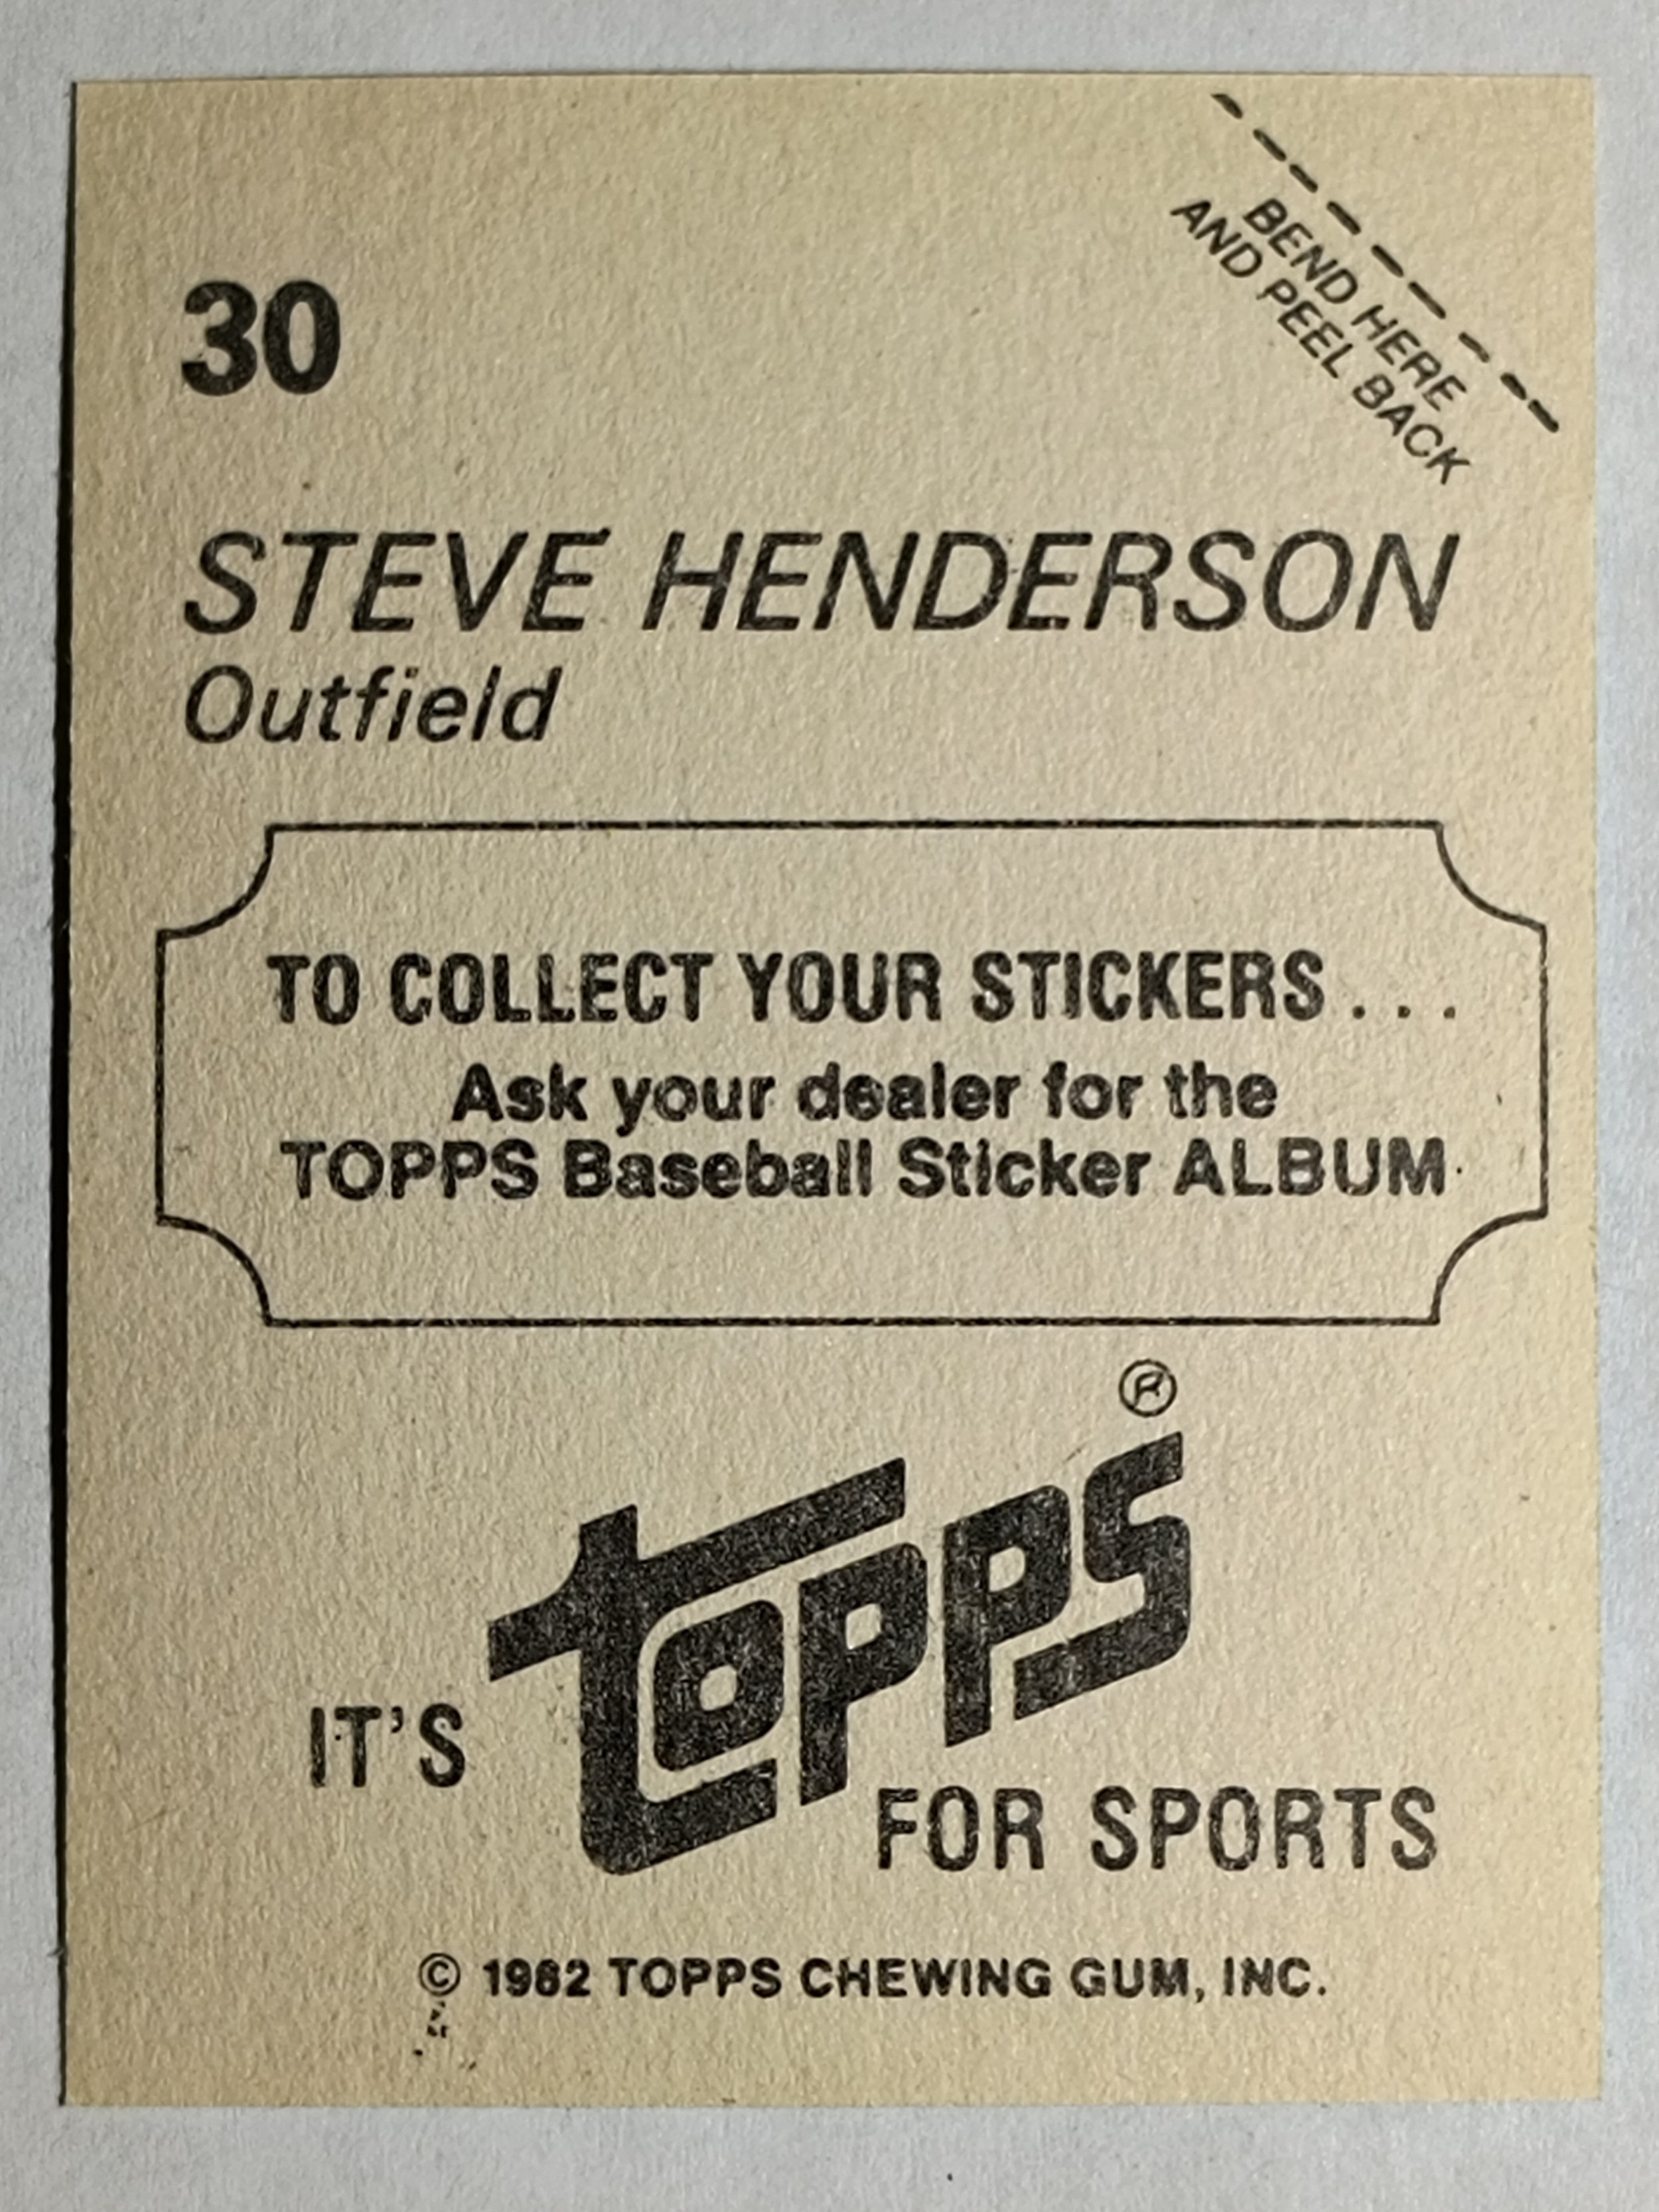 30
BEND HERE
AND PEEL BACK
STEVE HENDERSON
Outfield
TO COLLECT YOUR STICKERS . . .
Ask your dealer for the
TOPPS Baseball Sticker ALBUM.
®
IT'S topps FOR SPORTS
© 1982 TOPPS CHEWING GUM, INC.